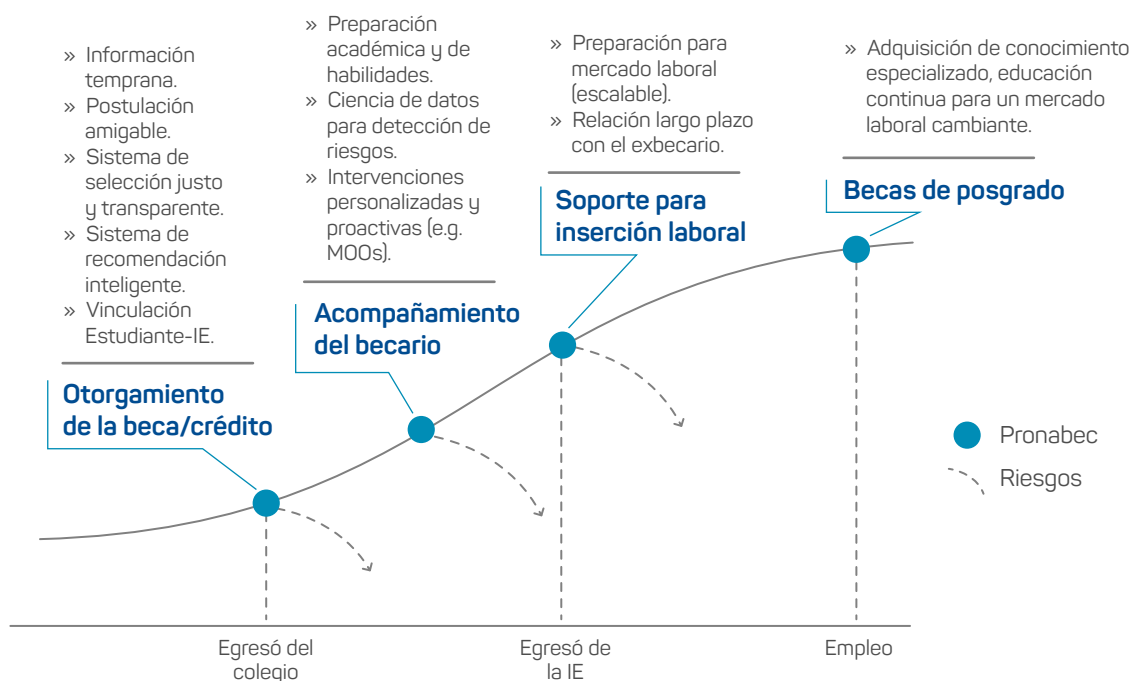 » Información
temprana.
» Postulación
amigable.
» Sistema de
selección justo
y transparente.
» Sistema de
recomendación
inteligente.
» Vinculación
Estudiante-IE.
Otorgamiento
de la beca/crédito
» Preparación
académica y de
habilidades.
» Ciencia de datos
para detección de
riesgos.
» Intervenciones
personalizadas y
proactivas (e.g.
MOOs).
Acompañamiento
del becario
» Preparación para
mercado laboral
(escalable).
» Relación largo plazo
con el exbecario.
Soporte para
inserción laboral
» Adquisición de conocimiento
especializado, educación
continua para un mercado
laboral cambiante.
Becas de posgrado
Pronabec
Riesgos
Egresó del
colegio
Egresó de
la IE
Empleo